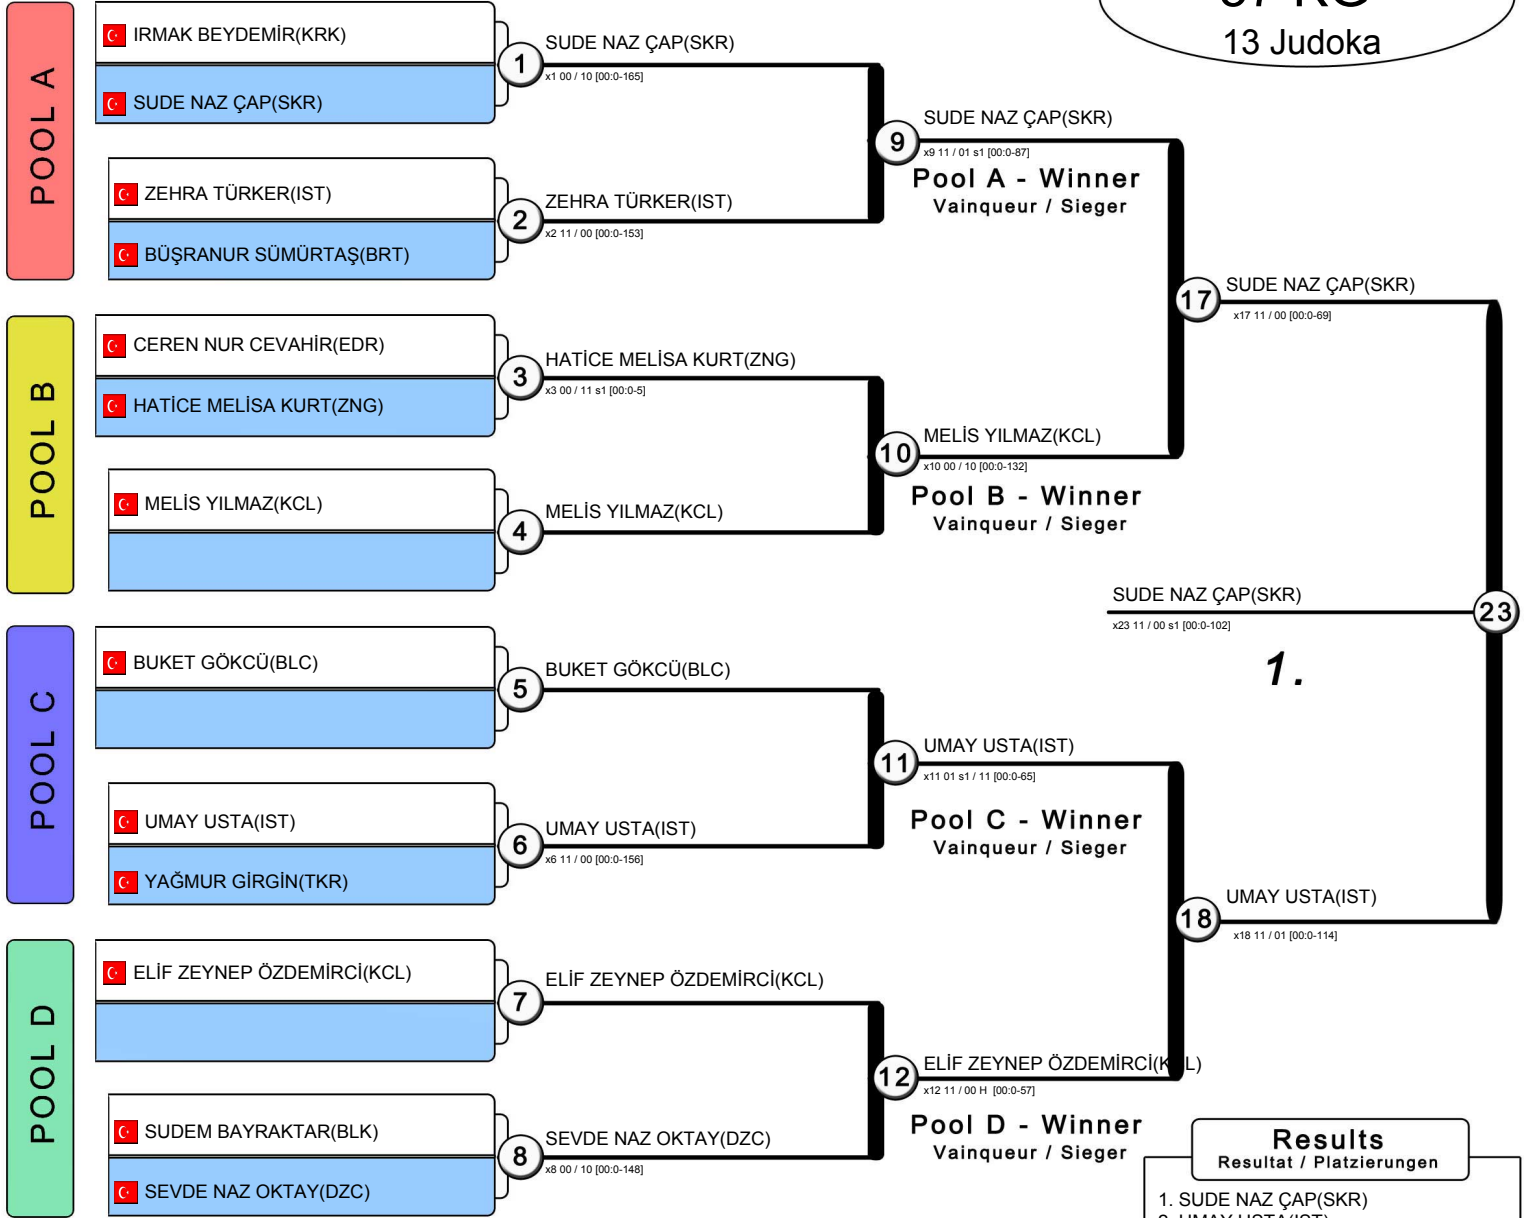 13 Judoka
POOL A
IRMAK BEYDEMİR(KRK)
SUDE NAZ ÇAP(SKR)
1
SUDE NAZ ÇAP(SKR)
x1 00 / 10 [00:0-165]
ZEHRA TÜRKER(IST)
BÜŞRANUR SÜMÜRTAŞ(BRT)
2
ZEHRA TÜRKER(IST)
x2 11 / 00 [00:0-153]
9
SUDE NAZ ÇAP(SKR)
x9 11 / 01 s1 [00:0-87]
Pool A - Winner
Vainqueur / Sieger
POOL B
CEREN NUR CEVAHİR(EDR)
HATİCE MELİSA KURT(ZNG)
3
HATİCE MELİSA KURT(ZNG)
x3 00 / 11 s1 [00:0-5]
MELİS YILMAZ(KCL)
4
MELİS YILMAZ(KCL)
10
MELİS YILMAZ(KCL)
x10 00 / 10 [00:0-132]
Pool B - Winner
Vainqueur / Sieger
17
SUDE NAZ ÇAP(SKR)
x17 11 / 00 [00:0-69]
SUDE NAZ ÇAP(SKR)
x23 11 / 00 s1 [00:0-102]
23
1.
POOL C
BUKET GÖKCÜ(BLC)
5
BUKET GÖKCÜ(BLC)
UMAY USTA(IST)
YAĞMUR GİRGİN(TKR)
6
UMAY USTA(IST)
x6 11 / 00 [00:0-156]
11
UMAY USTA(IST)
x11 01 s1 / 11 [00:0-65]
Pool C - Winner
Vainqueur / Sieger
18
UMAY USTA(IST)
x18 11 / 01 [00:0-114]
POOL D
ELİF ZEYNEP ÖZDEMİRCİ(KCL)
7
ELİF ZEYNEP ÖZDEMİRCİ(KCL)
SUDEM BAYRAKTAR(BLK)
SEVDE NAZ OKTAY(DZC)
8
SEVDE NAZ OKTAY(DZC)
x8 00 / 10 [00:0-148]
12
ELİF ZEYNEP ÖZDEMİRCİ(KCL)
x12 11 / 00 H [00:0-57]
Pool D - Winner
Vainqueur / Sieger
Results
Resultat / Platzierungen
1. SUDE NAZ ÇAP(SKR)
2. UMAY USTA(IST)